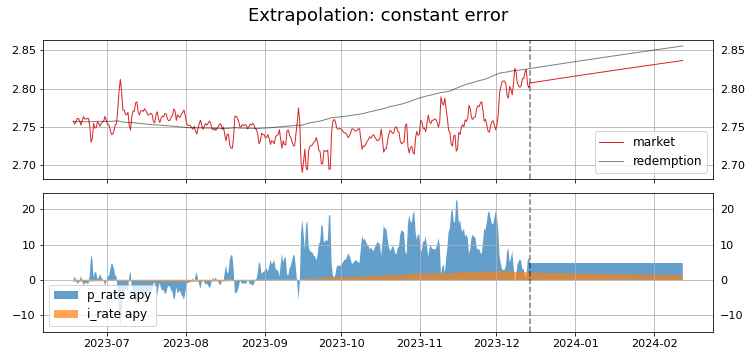 Extrapolation: constant error
2.85 2.85
2.80 2.80
2.75 2.75
2.70 2.70
market
redemption
20 20
10 10
0 0
−10 −10
p_rate apy
i_rate apy
2023-07 2023-08 2023-09 2023-10 2023-11 2023-12 2024-01 2024-02